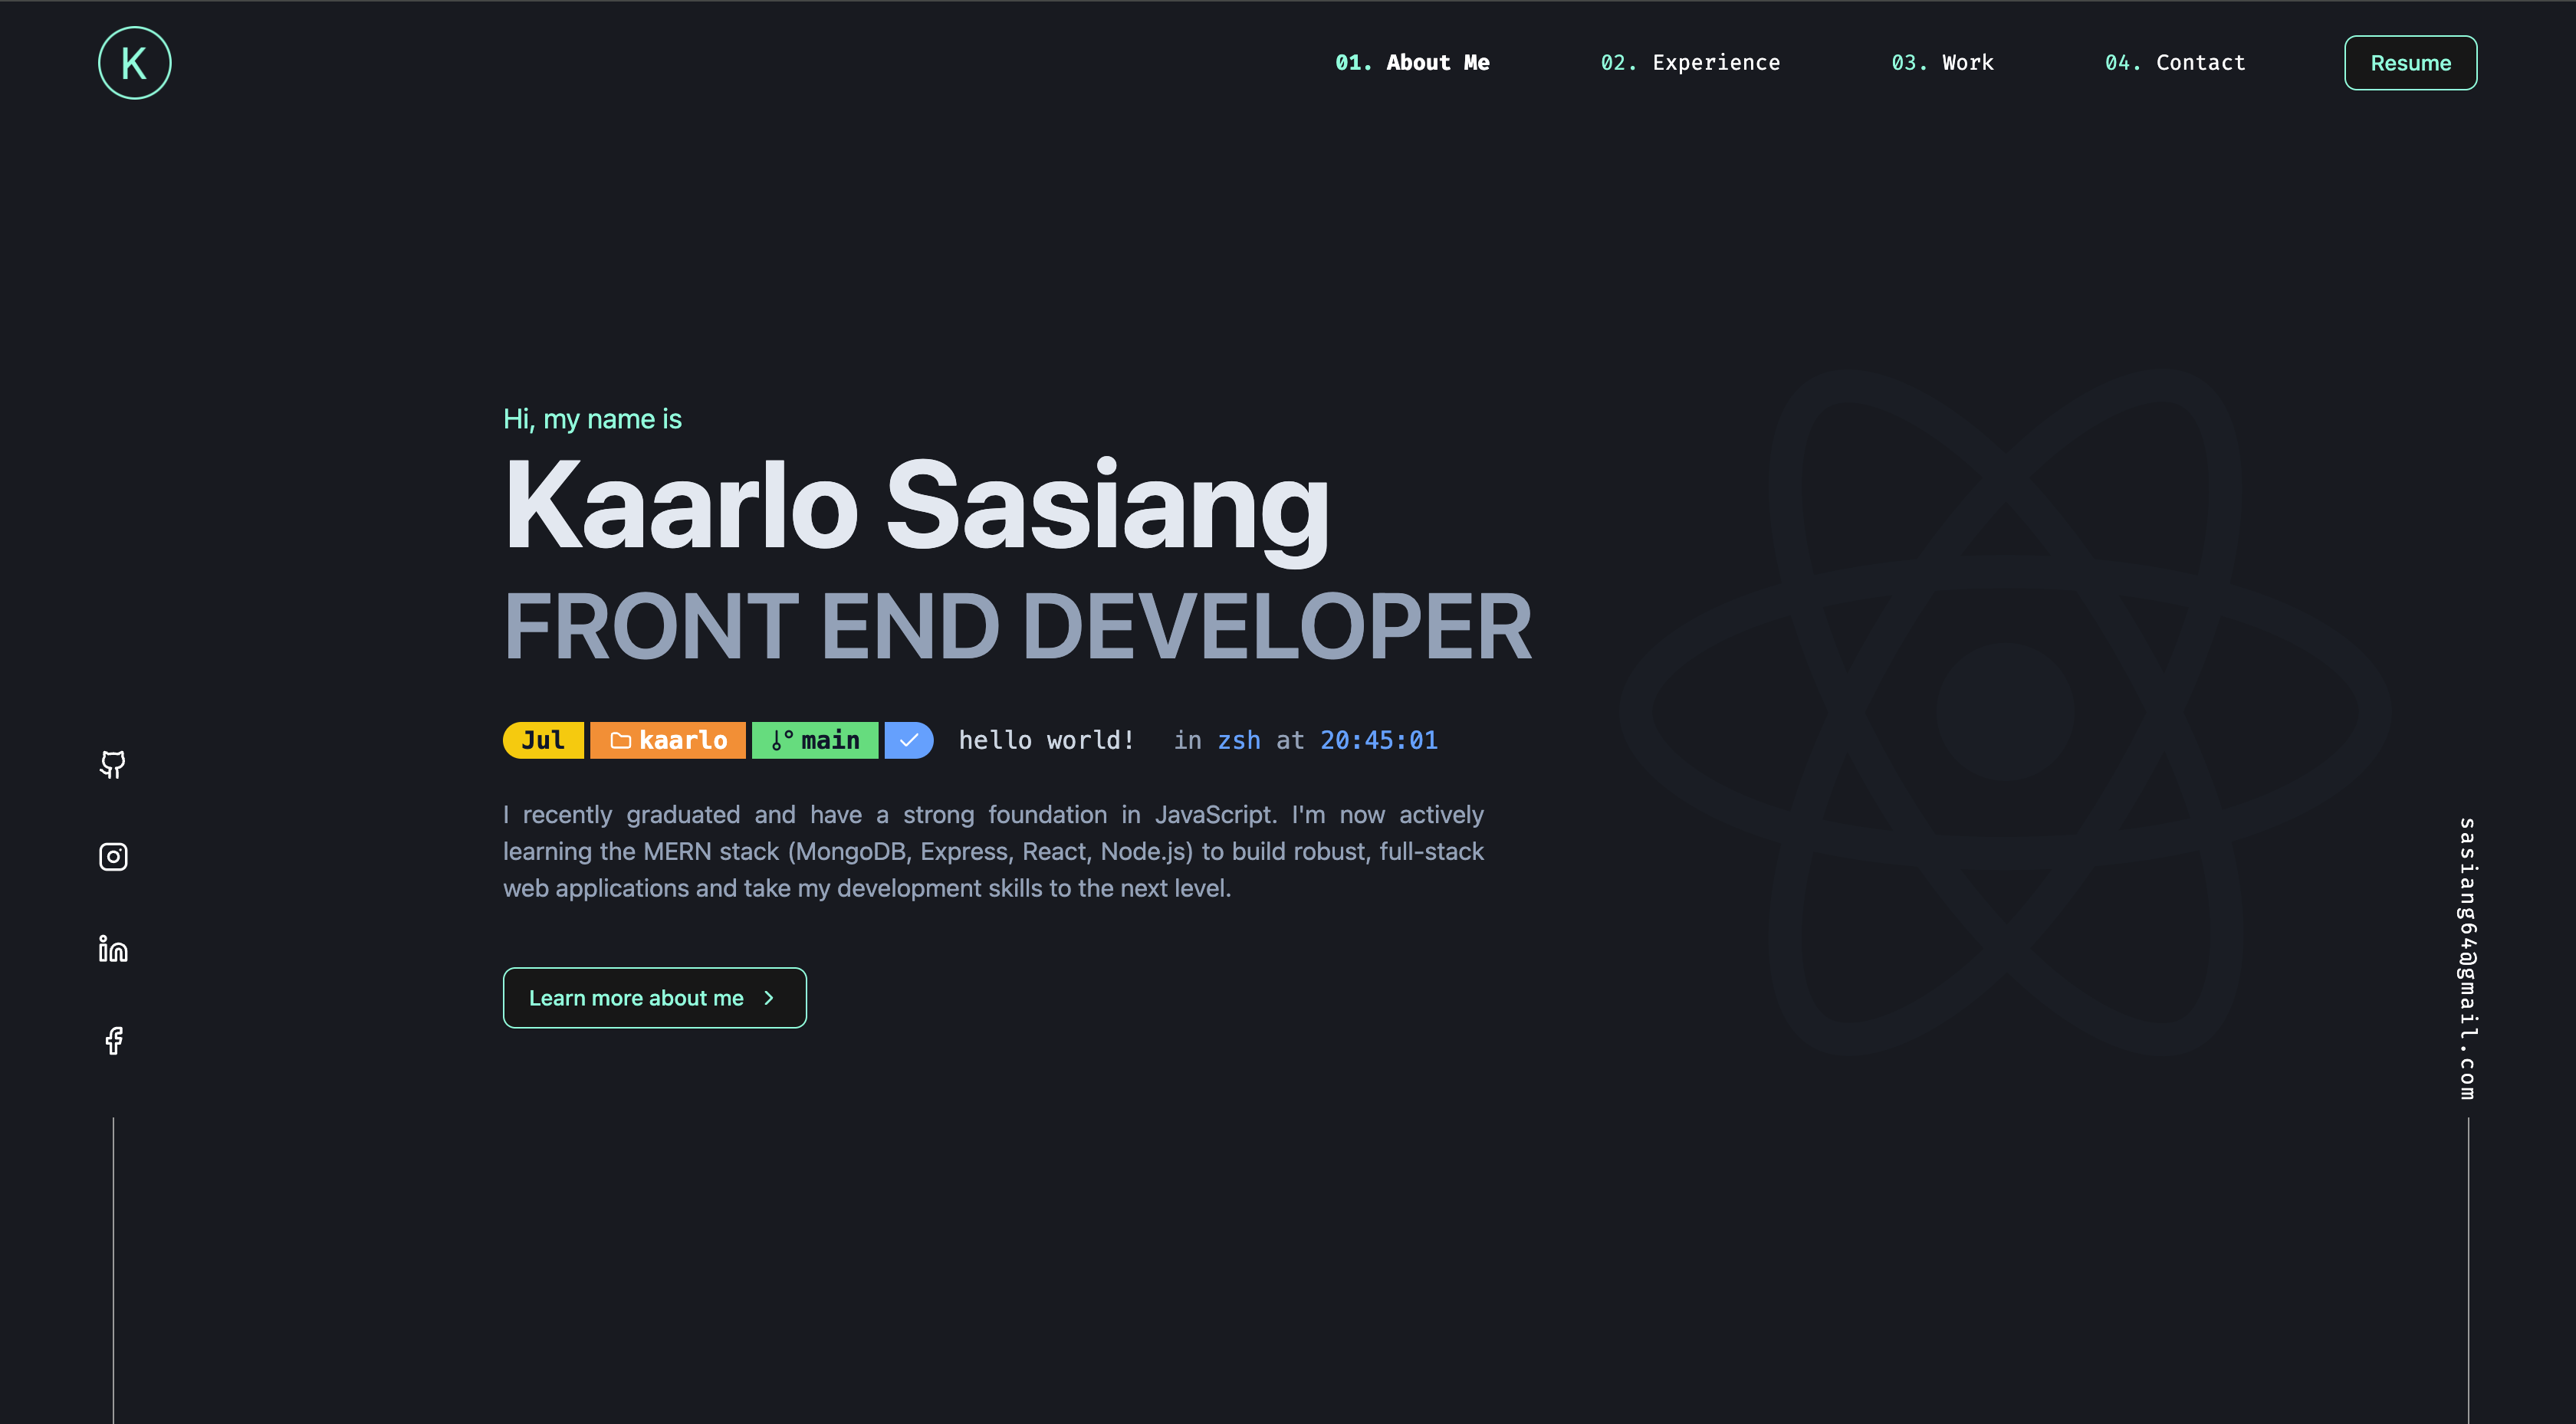 K
01. About Me 02. Experience 03. Work 04. Contact Resume
Hi, my name is
Kaarlo Sasiang
FRONT END DEVELOPER
Jul kaarlo main hello world! in zsh at 20:45:01
I recently graduated and have a strong foundation in JavaScript. I'm now actively
learning the MERN stack (MongoDB, Express, React, Node.js) to build robust, full-stack
web applications and take my development skills to the next level.
Learn more about me
sasiang64@gmail.com